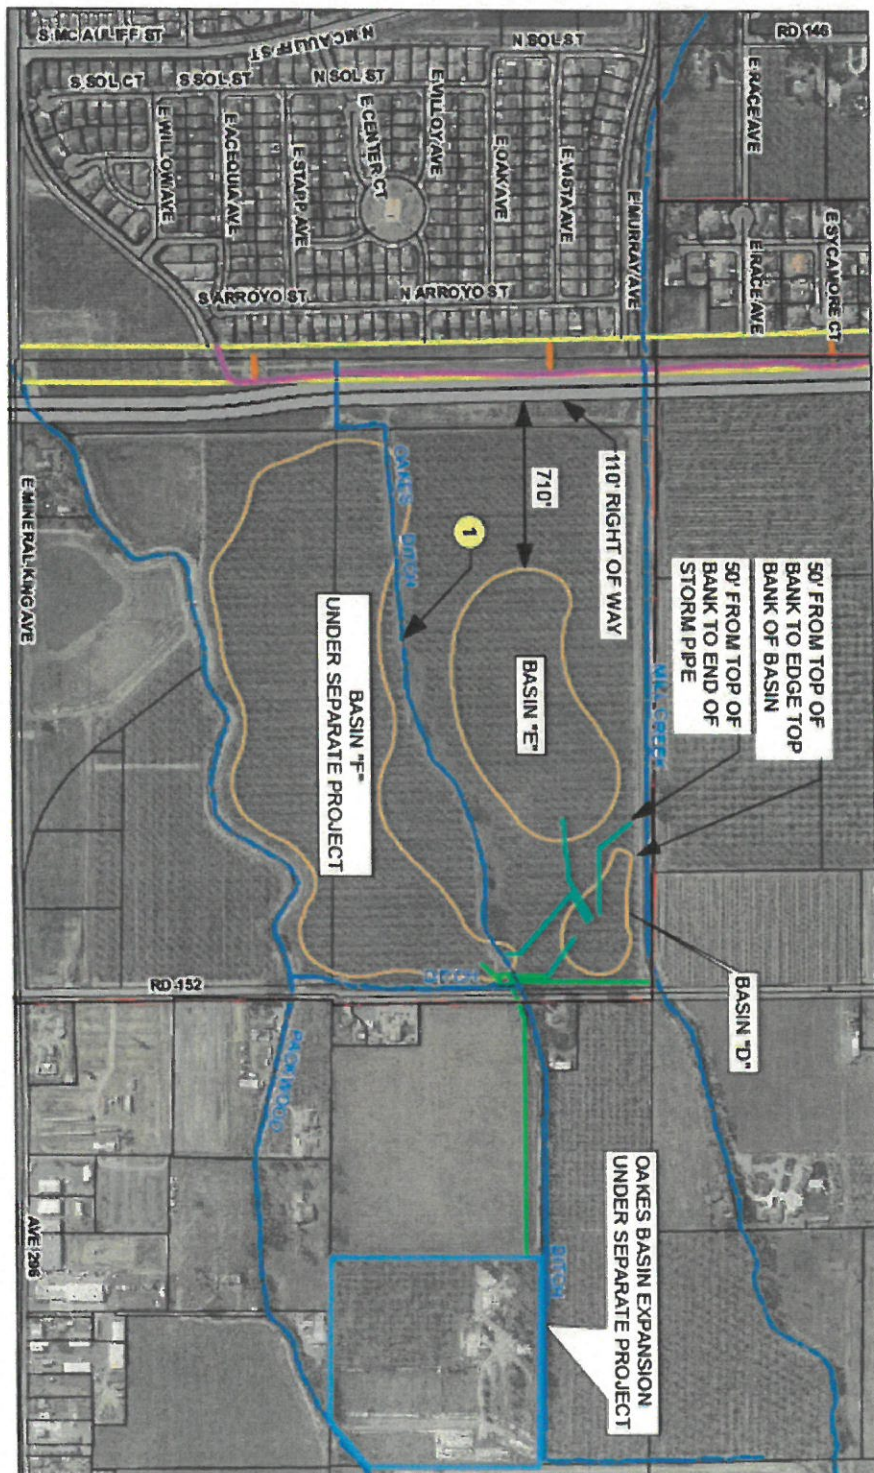 S MCAULIFF ST
N MCAULIFF ST
N SOL ST
RD 146
S SOL CT
S SOL ST
N SOL ST
E WILLOW AVE
E ACEQUIA AVE
E STAPP AVE
E CENTER CT
E VILLOY AVE
E OAK AVE
E VISTA AVE
E MURRAY AVE
E RACE AVE
E RACE AVE
E SYCAMORE CT
S ARROYO ST
N ARROYO ST
110' RIGHT OF WAY
710'
50' FROM TOP OF
BANK TO EDGE TOP
BANK OF BASIN
50' FROM TOP OF
BANK TO END OF
STORM PIPE
MILL CREEK
OAKES DITCH
1
BASIN "E"
BASIN "F"
UNDER SEPARATE PROJECT
BASIN "D"
E MINERAL KING AVE
RD 152
DITCH
PACKWOOD
DITCH
OAKES BASIN EXPANSION
UNDER SEPARATE PROJECT
AVE 296